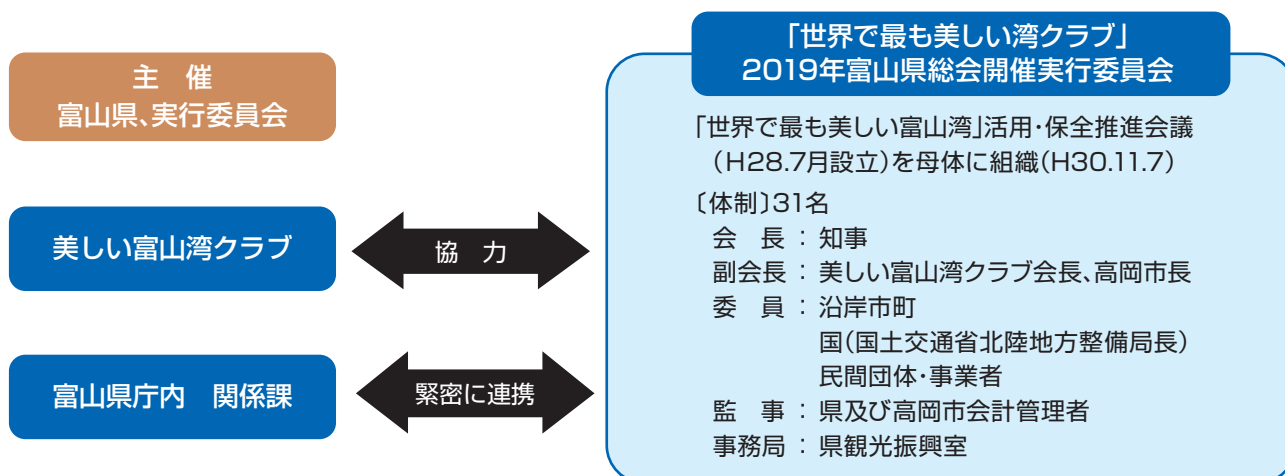 主　催
富山県、実行委員会
美しい富山湾クラブ
協　力
富山県庁内　関係課
緊密に連携
「世界で最も美しい湾クラブ」
2019年富山県総会開催実行委員会
「世界で最も美しい富山湾」活用・保全推進会議
（H28.7月設立）を母体に組織（H30.11.7）
〔体制〕31名
会　長：知事
副会長：美しい富山湾クラブ会長、高岡市長
委　員：沿岸市町
国（国土交通省北陸地方整備局長）
民間団体・事業者
監　事：県及び高岡市会計管理者
事務局：県観光振興室